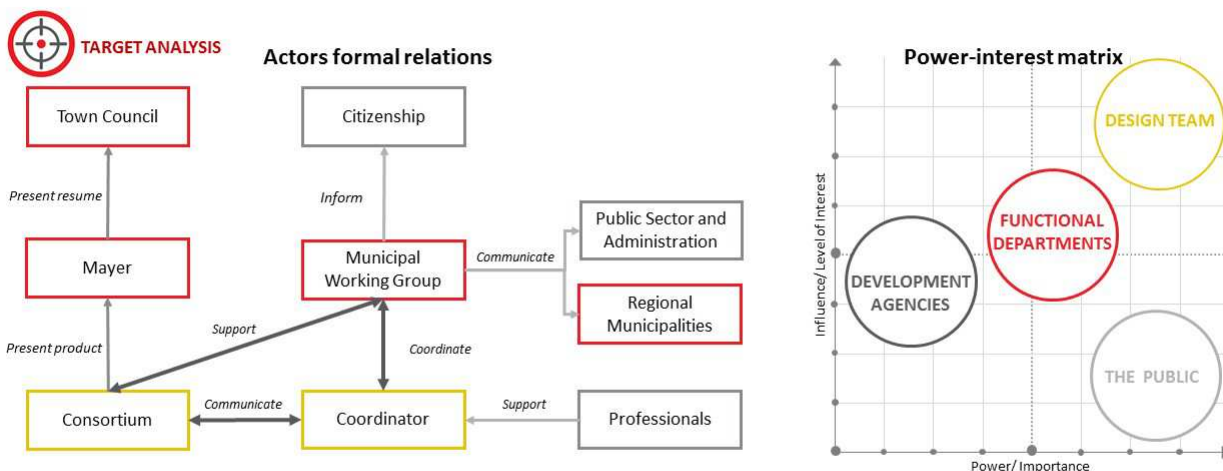 TARGET ANALYSIS
Actors formal relations
Town Council
Citizenship
Present resume
Inform
Public Sector and
Administration
Mayer
Municipal
Working Group
Communicate
Regional
Municipalities
Support
Present product
Coordinate
Consortium
Communicate
Coordinator
Support
Professionals
Power-interest matrix
DESIGN TEAM
FUNCTIONAL
DEPARTMENTS
DEVELOPMENT
AGENCIES
THE PUBLIC
Influence/ Level of Interest
Power/ Importance